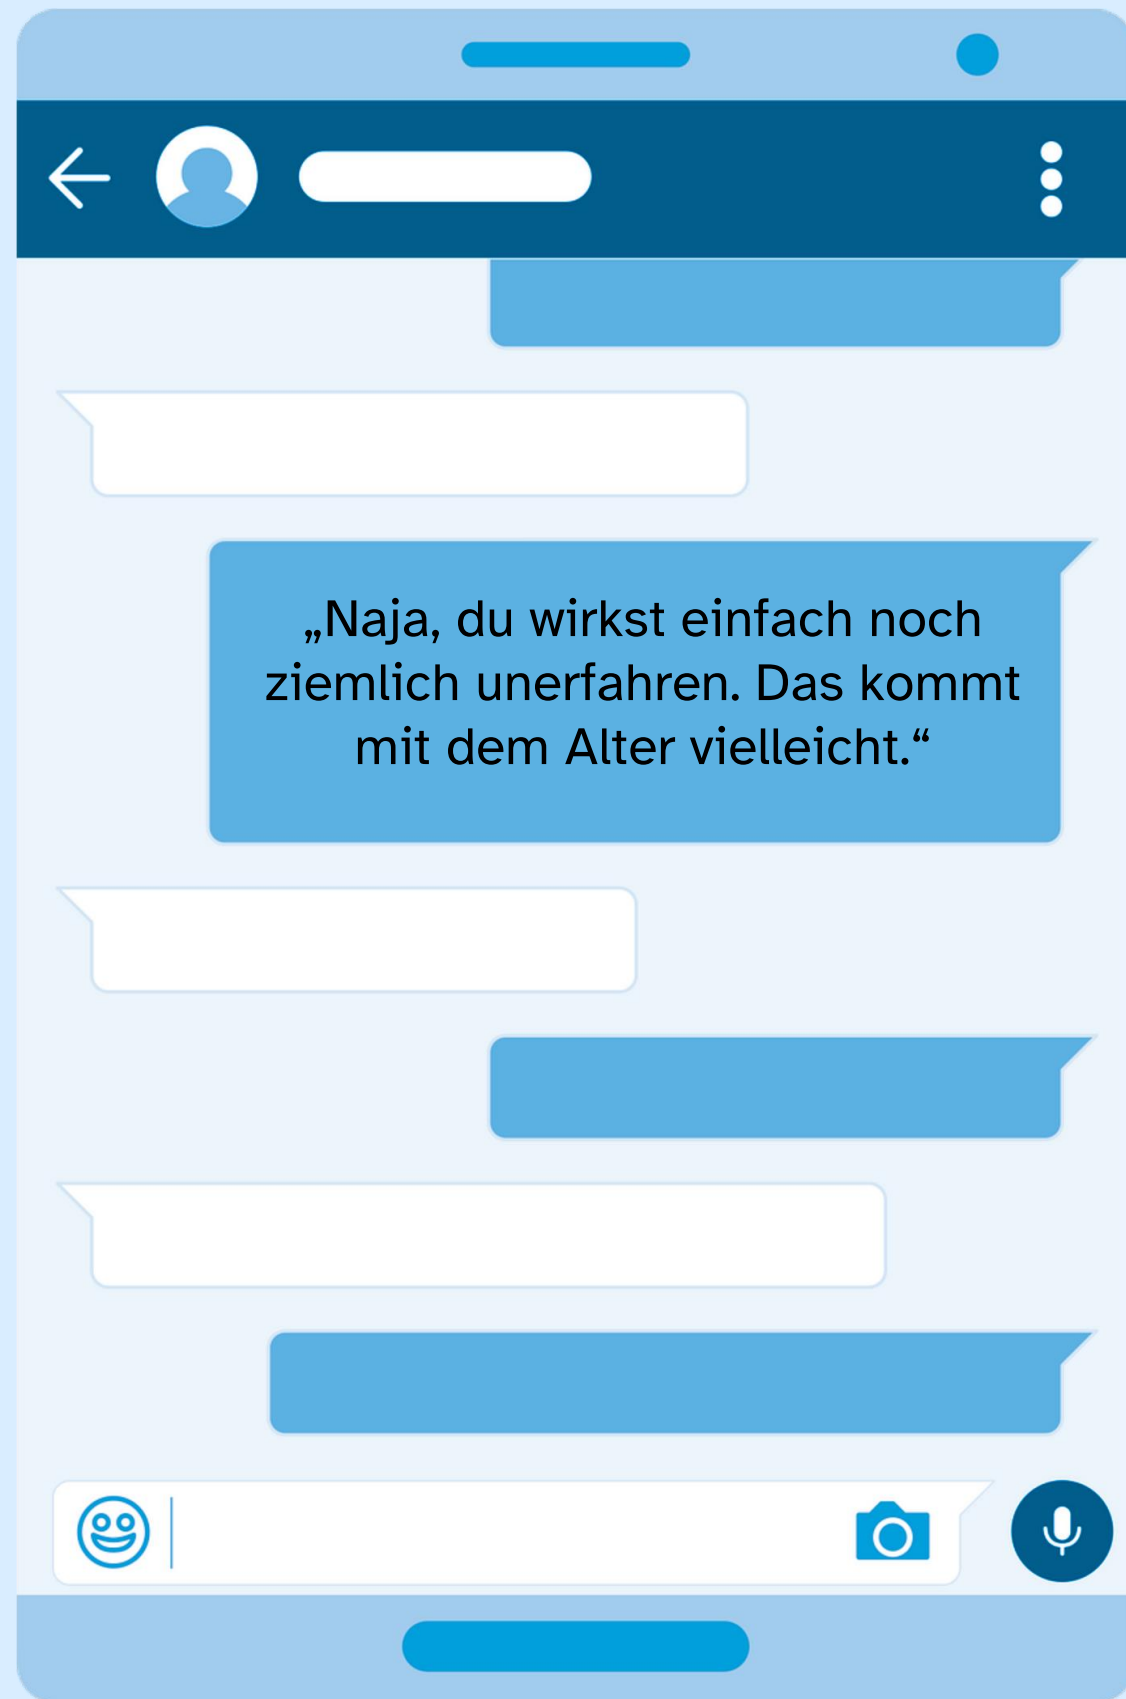 „Naja, du wirkst einfach noch
ziemlich unerfahren. Das kommt
mit dem Alter vielleicht.“